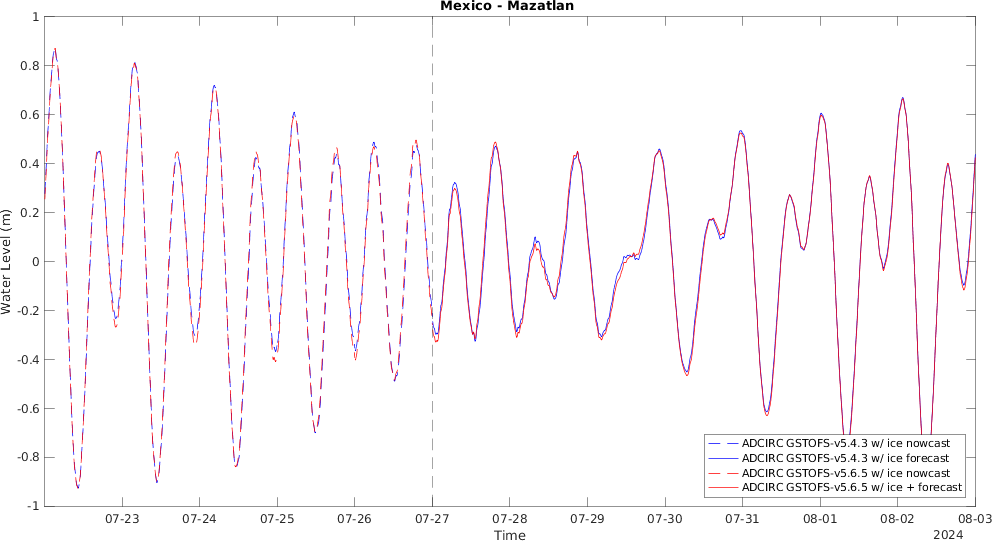 Mexico - Mazatlan
1
0.8
0.6
0.4
0.2
0
-0.2
-0.4
-0.6
-0.8
-1
Water Level (m)
ADCIRC GSTOFS-v5.4.3 w/ ice nowcast
ADCIRC GSTOFS-v5.4.3 w/ ice forecast
ADCIRC GSTOFS-v5.6.5 w/ ice nowcast
ADCIRC GSTOFS-v5.6.5 w/ ice + forecast
07-23 07-24 07-25 07-26 07-27 07-28 07-29 07-30 07-31 08-01 08-02 08-03
Time
2024